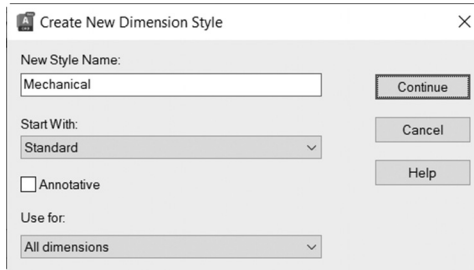 Create New Dimension Style
New Style Name:
Mechanical
Continue
Start With:
Cancel
Standard
Help
Annotative
Use for:
All dimensions